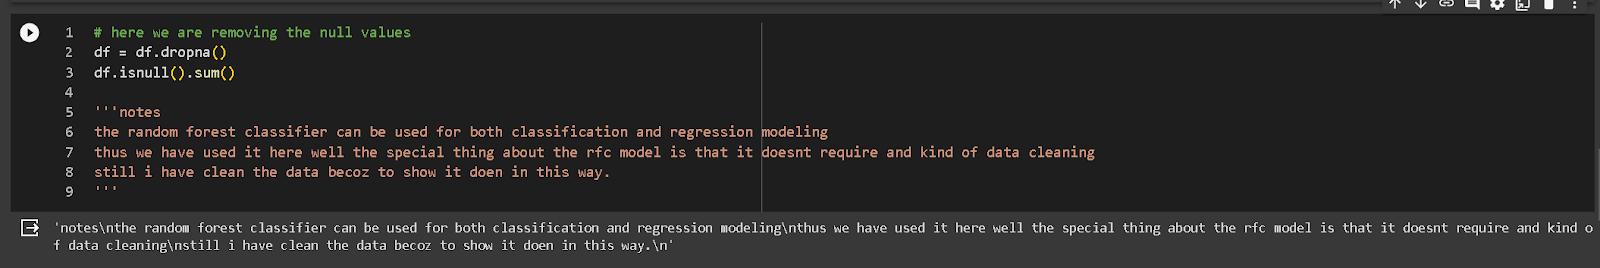 1 # here we are removing the null values
2 df = df.dropna()
3 df.isnull().sum()
4
5 '''notes
6 the random forest classifier can be used for both classification and regression modeling
7 thus we have used it here well the special thing about the rfc model is that it doesnt require and kind of data cleaning
8 still i have clean the data becoz to show it doen in this way.
9 '''
'notes\nthe random forest classifier can be used for both classification and regression modeling\nthus we have used it here well the special thing about the rfc model is that it doesnt require and kind o
f data cleaning\nstill i have clean the data becoz to show it doen in this way.\n'